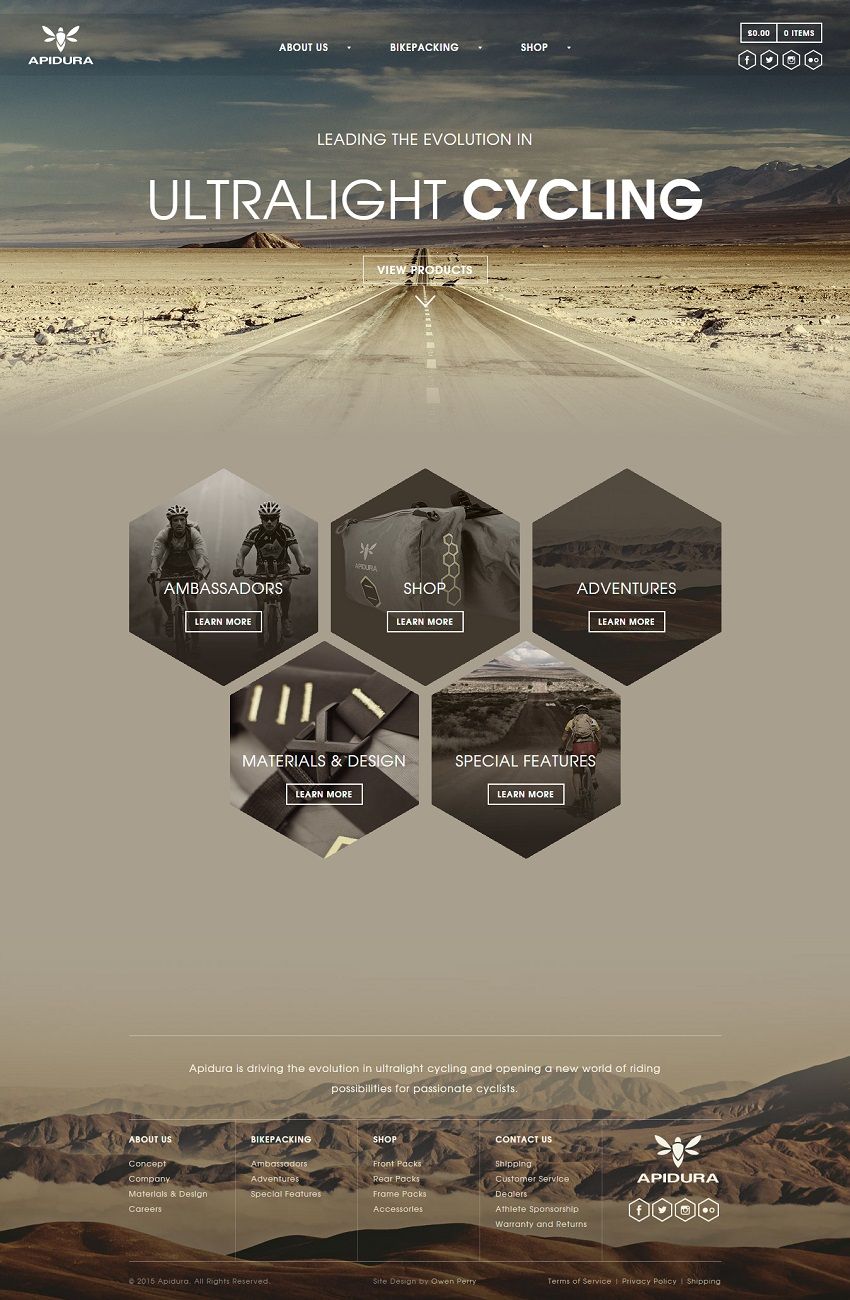 APIDURA
ABOUT US
BIKEPACKING
SHOP
$0.00 0 ITEMS
LEADING THE EVOLUTION IN
ULTRALIGHT CYCLING
VIEW PRODUCTS
AMBASSADORS
LEARN MORE
APIDURA
SHOP
LEARN MORE
ADVENTURES
LEARN MORE
MATERIALS & DESIGN
LEARN MORE
SPECIAL FEATURES
LEARN MORE
Apidura is driving the evolution in ultralight cycling and opening a new world of riding
possibilities for passionate cyclists.
ABOUT US
Concept
Company
Materials & Design
Careers
BIKEPACKING
Ambassadors
Adventures
Special Features
SHOP
Front Packs
Rear Packs
Frame Packs
Accessories
CONTACT US
Shipping
Customer Service
Dealers
Athlete Sponsorship
Warranty and Returns
APIDURA
© 2015 Apidura. All Rights Reserved.
Site Design by Owen Perry
Terms of Service | Privacy Policy | Shipping